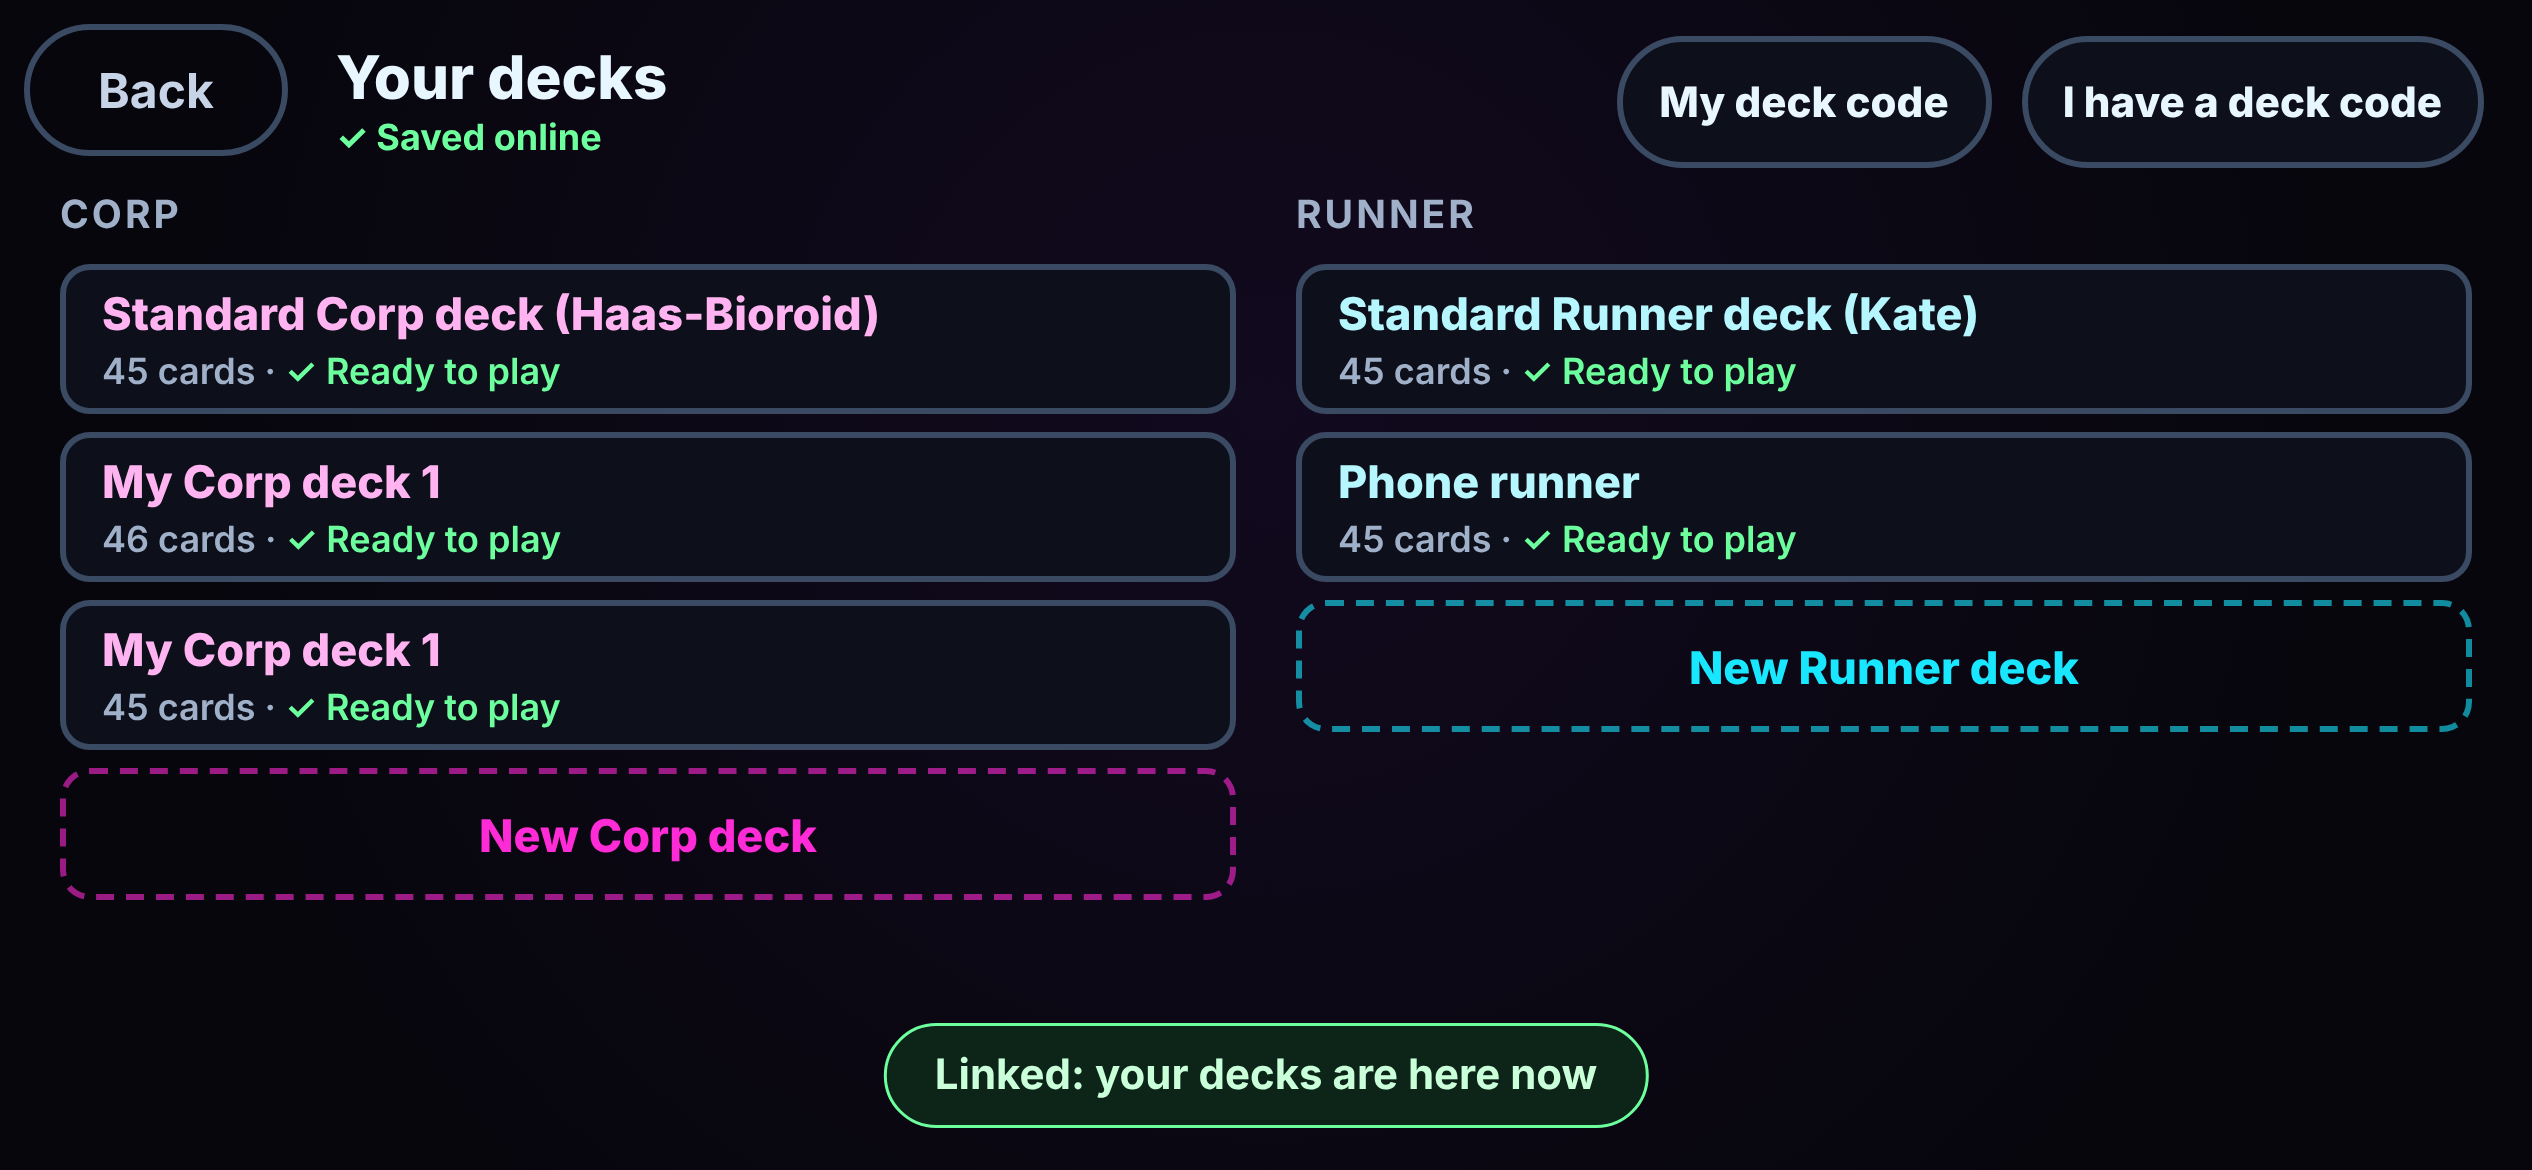 Back
Your decks
✓ Saved online
My deck code
I have a deck code
CORP
Standard Corp deck (Haas-Bioroid)
45 cards · ✓ Ready to play
My Corp deck 1
46 cards · ✓ Ready to play
My Corp deck 1
45 cards · ✓ Ready to play
New Corp deck
RUNNER
Standard Runner deck (Kate)
45 cards · ✓ Ready to play
Phone runner
45 cards · ✓ Ready to play
New Runner deck
Linked: your decks are here now